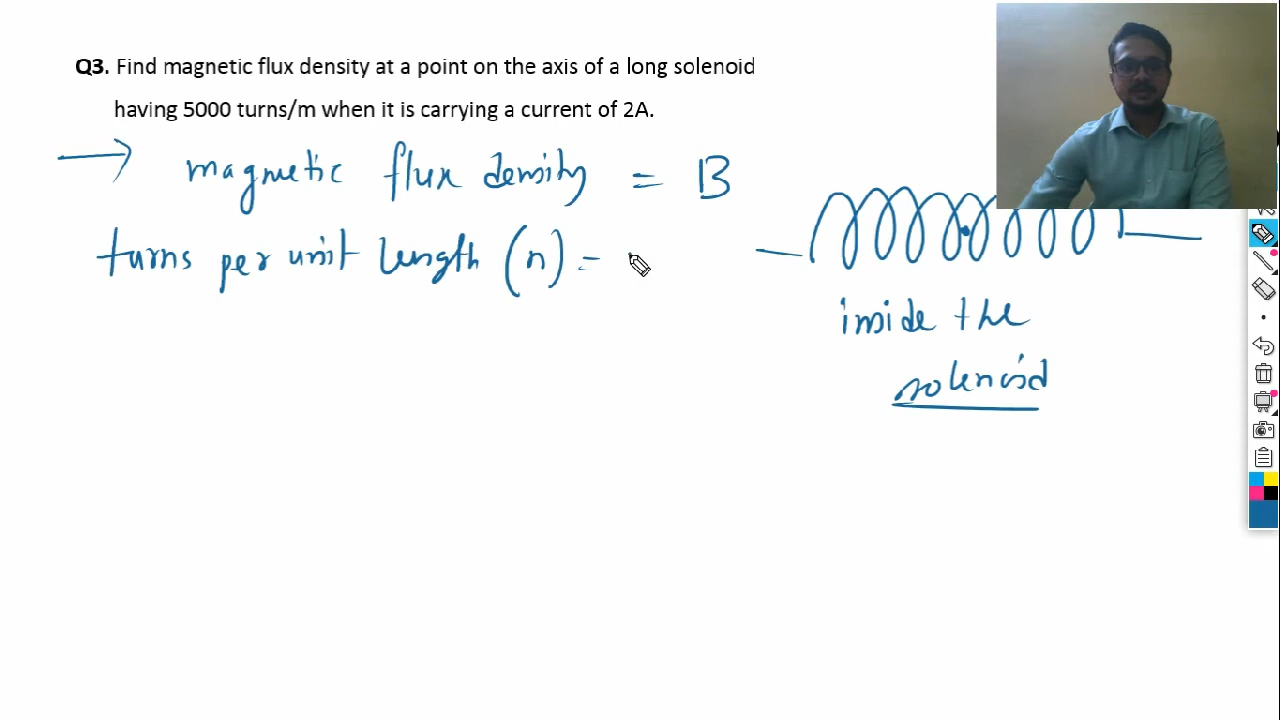 Q3. Find magnetic flux density at a point on the axis of a long solenoid
having 5000 turns/m when it is carrying a current of 2A.
magnetic flux density = B
turns per unit length (n) =
inside the
solenoid